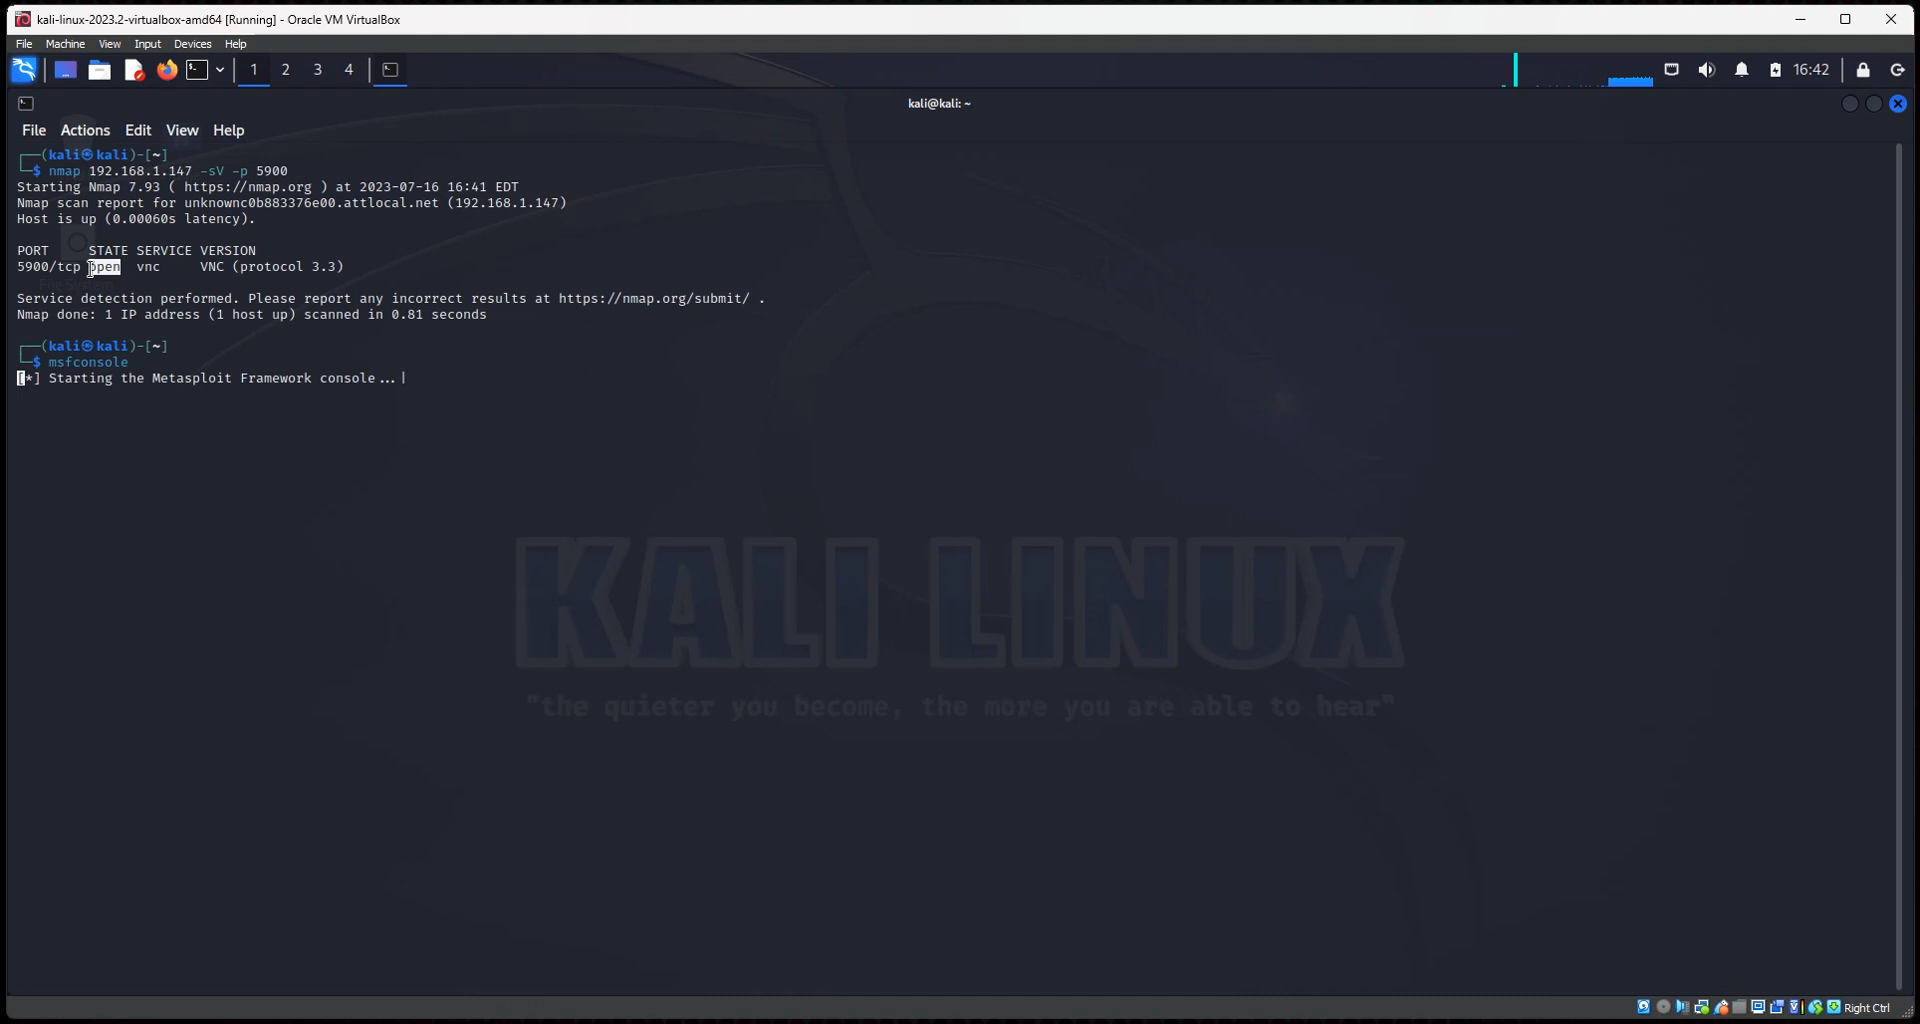 kali-linux-2023.2-virtualbox-amd64 [Running] - Oracle VM VirtualBox
File Machine View Input Devices Help
1 2 3 4 16:42
kali@kali: ~
File Actions Edit View Help
(kali㉿kali)-[~]
$ nmap 192.168.1.147 -sV -p 5900
Starting Nmap 7.93 ( https://nmap.org ) at 2023-07-16 16:41 EDT
Nmap scan report for unknownc0b883376e00.attlocal.net (192.168.1.147)
Host is up (0.00060s latency).
PORT STATE SERVICE VERSION
5900/tcp open vnc VNC (protocol 3.3)
Service detection performed. Please report any incorrect results at https://nmap.org/submit/ .
Nmap done: 1 IP address (1 host up) scanned in 0.81 seconds
(kali㉿kali)-[~]
$ msfconsole
[*] Starting the Metasploit Framework console... |
KALI LINUX
"the quieter you become, the more you are able to hear"
Right Ctrl